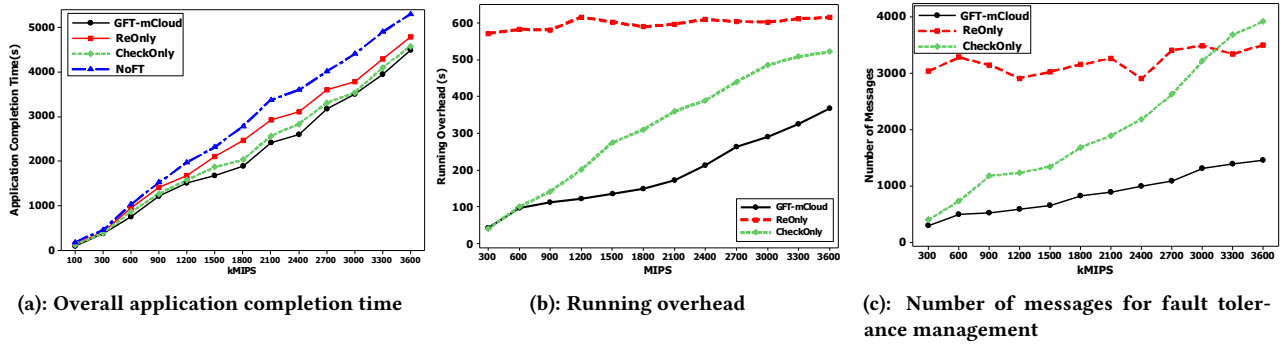 GFT-mCloud
ReOnly
CheckOnly
NoFT
Application Completion Time(s)
5000
4000
3000
2000
1000
0
100 300 600 900 1200 1500 1800 2100 2400 2700 3000 3300 3600
kMIPS
(a): Overall application completion time
Running Overhead (s)
600
500
400
300
200
100
0
GFT-mCloud
ReOnly
CheckOnly
300 600 900 1200 1500 1800 2100 2400 2700 3000 3300 3600
MIPS
(b): Running overhead
GFT-mCloud
ReOnly
CheckOnly
Number of Messages
4000
3000
2000
1000
0
300 600 900 1200 1500 1800 2100 2400 2700 3000 3300 3600
kMIPS
(c): Number of messages for fault toler-
ance management